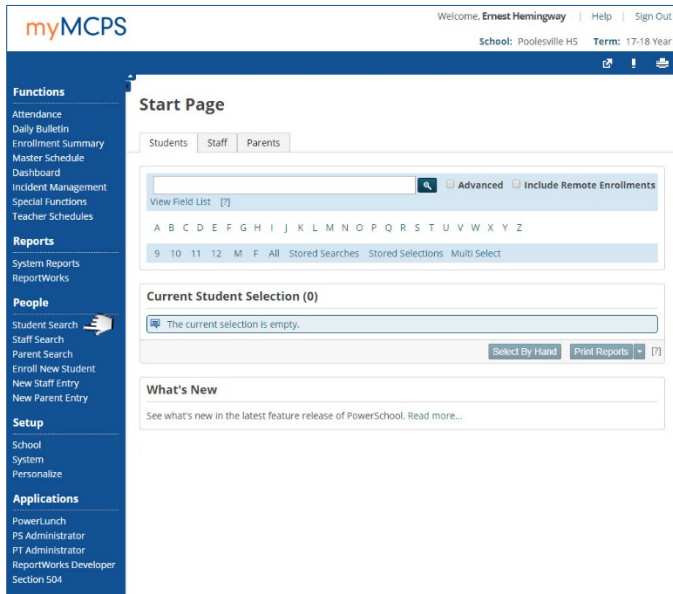 myMCPS
Welcome, Ernest Hemingway | Help | Sign Out
School: Poolesville HS Term: 17-18 Year
Functions
Attendance
Daily Bulletin
Enrollment Summary
Master Schedule
Dashboard
Incident Management
Special Functions
Teacher Schedules
Reports
System Reports
ReportWorks
People
Student Search
Staff Search
Parent Search
Enroll New Student
New Staff Entry
New Parent Entry
Setup
School
System
Personalize
Applications
PowerLunch
PS Administrator
PT Administrator
ReportWorks Developer
Section 504
Start Page
Students Staff Parents
Advanced Include Remote Enrollments
View Field List [?]
A B C D E F G H I J K L M N O P Q R S T U V W X Y Z
9 10 11 12 M F All Stored Searches Stored Selections Multi Select
Current Student Selection (0)
The current selection is empty.
Select By Hand Print Reports [?]
What's New
See what's new in the latest feature release of PowerSchool. Read more...